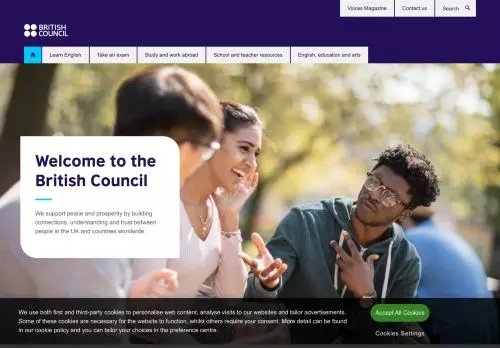 Voices Magazine
Contact us
Search
BRITISH
COUNCIL
Learn English
Take an exam
Study and work abroad
School and teacher resources
English, education and arts
Welcome to the
British Council
We support peace and prosperity by building
connections, understanding and trust between
people in the UK and countries worldwide.
We use both first and third-party cookies to personalise web content, analyse visits to our websites and tailor advertisements.
Some of these cookies are necessary for the website to function, whilst others require your consent. More detail can be found
in our cookie policy and you can tailor your choices in the preference centre.
Accept All Cookies
Cookies Settings